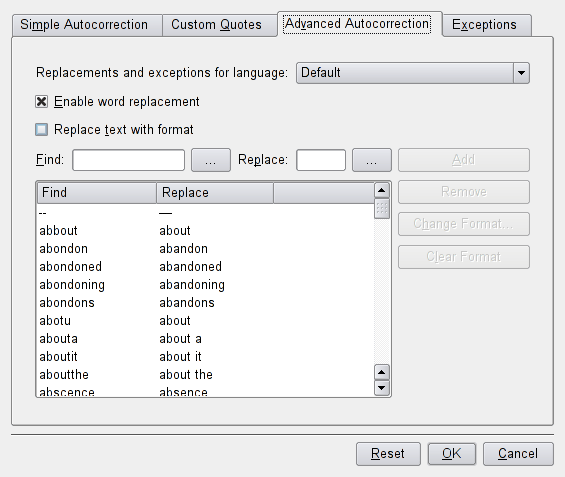 Simple Autocorrection Custom Quotes Advanced Autocorrection Exceptions
Replacements and exceptions for language: Default
Enable word replacement
Replace text with format
Find: ... Replace: ... Add
Find Replace Remove
-- —
abbout about Change Format...
abondon abandon
abondoned abandoned Clear Format
abondoning abandoning
abondons abandons
abotu about
abouta about a
aboutit about it
aboutthe about the
abscence absence
Reset OK Cancel